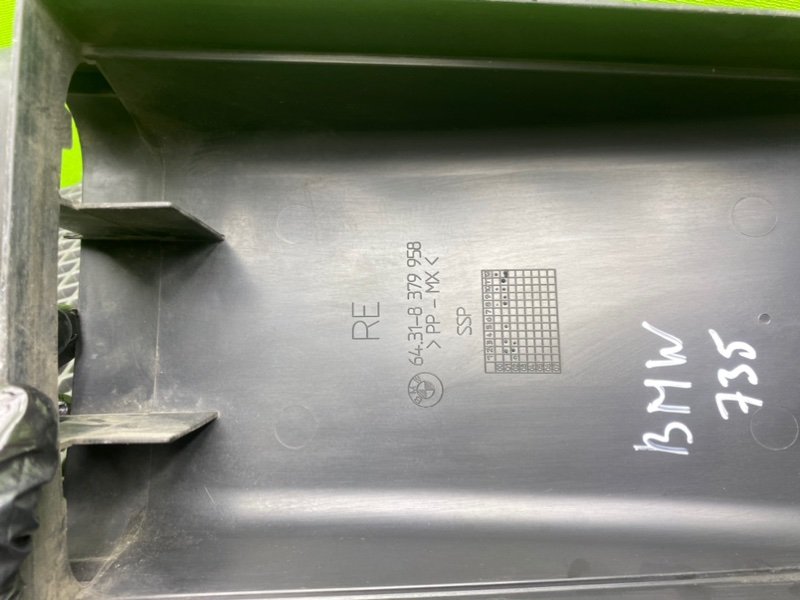 RE
64.31-8 379 958
>PP-MX<
SSP
BMW
735